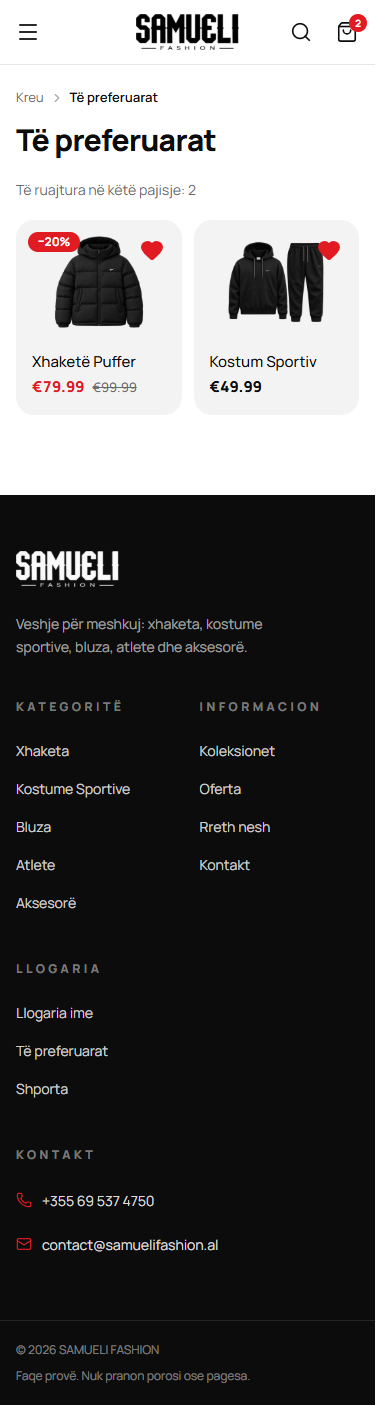 SAMUELI
FASHION
2
Kreu > Të preferuarat
Të preferuarat
Të ruajtura në këtë pajisje: 2
−20%
Xhaketë Puffer
€79.99 €99.99
Kostum Sportiv
€49.99
SAMUELI
FASHION
Veshje për meshkuj: xhaketa, kostume
sportive, bluza, atlete dhe aksesorë.
KATEGORITË
Xhaketa
Kostume Sportive
Bluza
Atlete
Aksesorë
INFORMACION
Koleksionet
Oferta
Rreth nesh
Kontakt
LLOGARIA
Llogaria ime
Të preferuarat
Shporta
KONTAKT
+355 69 537 4750
contact@samuelifashion.al
© 2026 SAMUELI FASHION
Faqe provë. Nuk pranon porosi ose pagesa.